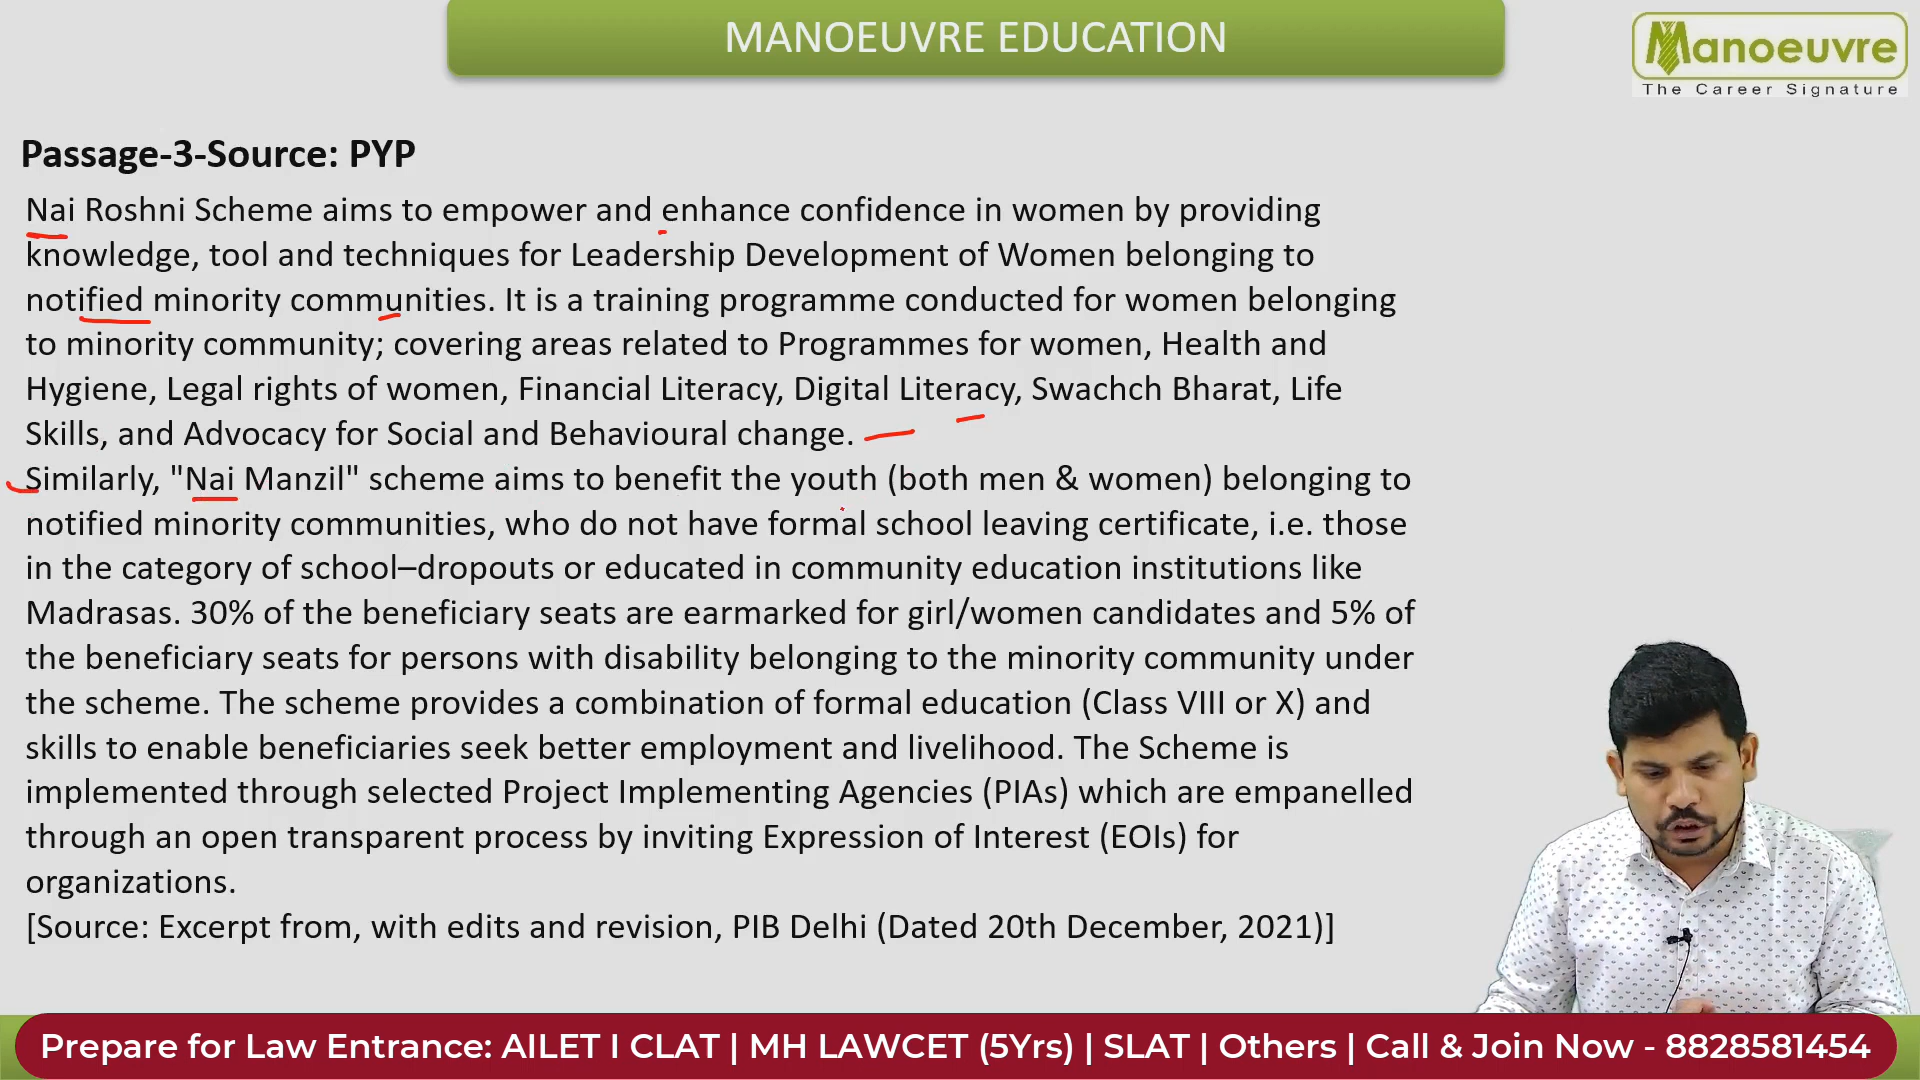 MANOEUVRE EDUCATION
Manoeuvre
The Career Signature
Passage-3-Source: PYP
Nai Roshni Scheme aims to empower and enhance confidence in women by providing
knowledge, tool and techniques for Leadership Development of Women belonging to
notified minority communities. It is a training programme conducted for women belonging
to minority community; covering areas related to Programmes for women, Health and
Hygiene, Legal rights of women, Financial Literacy, Digital Literacy, Swachch Bharat, Life
Skills, and Advocacy for Social and Behavioural change.
Similarly, "Nai Manzil" scheme aims to benefit the youth (both men & women) belonging to
notified minority communities, who do not have formal school leaving certificate, i.e. those
in the category of school–dropouts or educated in community education institutions like
Madrasas. 30% of the beneficiary seats are earmarked for girl/women candidates and 5% of
the beneficiary seats for persons with disability belonging to the minority community under
the scheme. The scheme provides a combination of formal education (Class VIII or X) and
skills to enable beneficiaries seek better employment and livelihood. The Scheme is
implemented through selected Project Implementing Agencies (PIAs) which are empanelled
through an open transparent process by inviting Expression of Interest (EOIs) for
organizations.
[Source: Excerpt from, with edits and revision, PIB Delhi (Dated 20th December, 2021)]
Prepare for Law Entrance: AILET I CLAT | MH LAWCET (5Yrs) | SLAT | Others | Call & Join Now - 8828581454